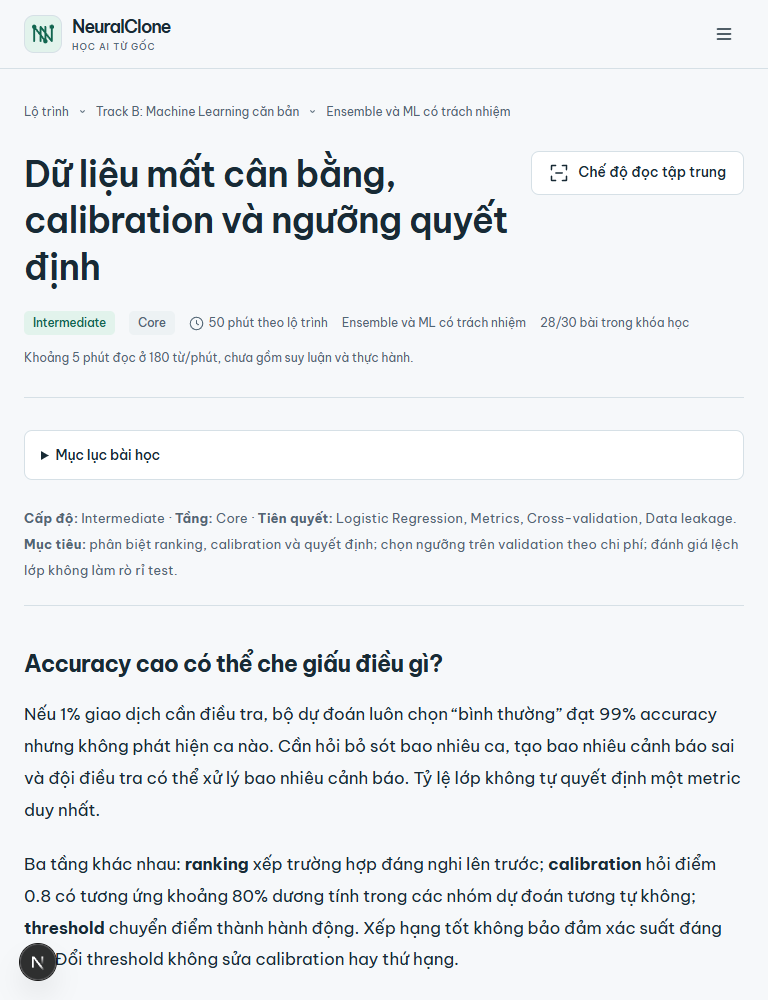 NeuralClone
HỌC AI TỪ GỐC
Lộ trình
Track B: Machine Learning căn bản
Ensemble và ML có trách nhiệm
Dữ liệu mất cân bằng,
calibration và ngưỡng quyết
định
Chế độ đọc tập trung
Intermediate
Core
50 phút theo lộ trình
Ensemble và ML có trách nhiệm
28/30 bài trong khóa học
Khoảng 5 phút đọc ở 180 từ/phút, chưa gồm suy luận và thực hành.
Mục lục bài học
Cấp độ: Intermediate · Tầng: Core · Tiên quyết: Logistic Regression, Metrics, Cross-validation, Data leakage.
Mục tiêu: phân biệt ranking, calibration và quyết định; chọn ngưỡng trên validation theo chi phí; đánh giá lệch
lớp không làm rò rỉ test.
Accuracy cao có thể che giấu điều gì?
Nếu 1% giao dịch cần điều tra, bộ dự đoán luôn chọn “bình thường” đạt 99% accuracy
nhưng không phát hiện ca nào. Cần hỏi bỏ sót bao nhiêu ca, tạo bao nhiêu cảnh báo sai
và đội điều tra có thể xử lý bao nhiêu cảnh báo. Tỷ lệ lớp không tự quyết định một metric
duy nhất.
Ba tầng khác nhau: ranking xếp trường hợp đáng nghi lên trước; calibration hỏi điểm
0.8 có tương ứng khoảng 80% dương tính trong các nhóm dự đoán tương tự không;
threshold chuyển điểm thành hành động. Xếp hạng tốt không bảo đảm xác suất đáng
Đổi threshold không sửa calibration hay thứ hạng.